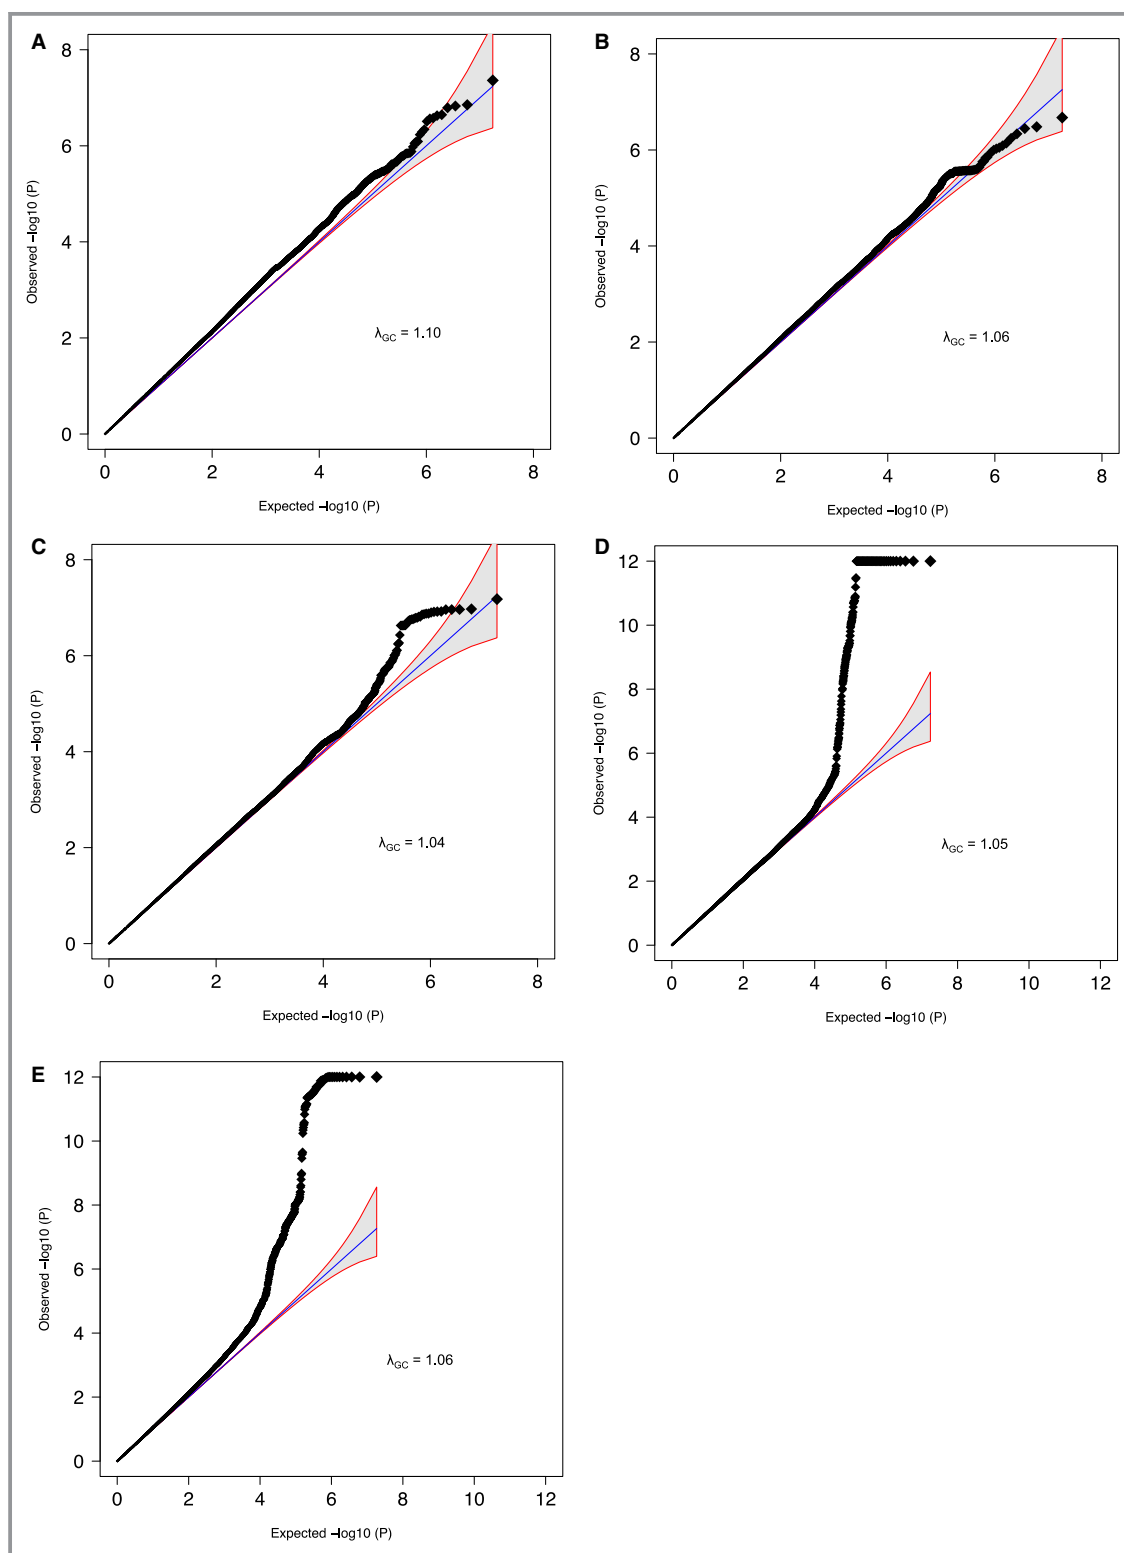 A
8
6
4
2
0
Observed −log10 (P)
λGC = 1.10
0 2 4 6 8
Expected −log10 (P)
B
8
6
4
2
0
Observed −log10 (P)
λGC = 1.06
0 2 4 6 8
Expected −log10 (P)
C
8
6
4
2
0
Observed −log10 (P)
λGC = 1.04
0 2 4 6 8
Expected −log10 (P)
D
12
10
8
6
4
2
0
Observed −log10 (P)
λGC = 1.05
0 2 4 6 8 10 12
Expected −log10 (P)
E
12
10
8
6
4
2
0
Observed −log10 (P)
λGC = 1.06
0 2 4 6 8 10 12
Expected −log10 (P)